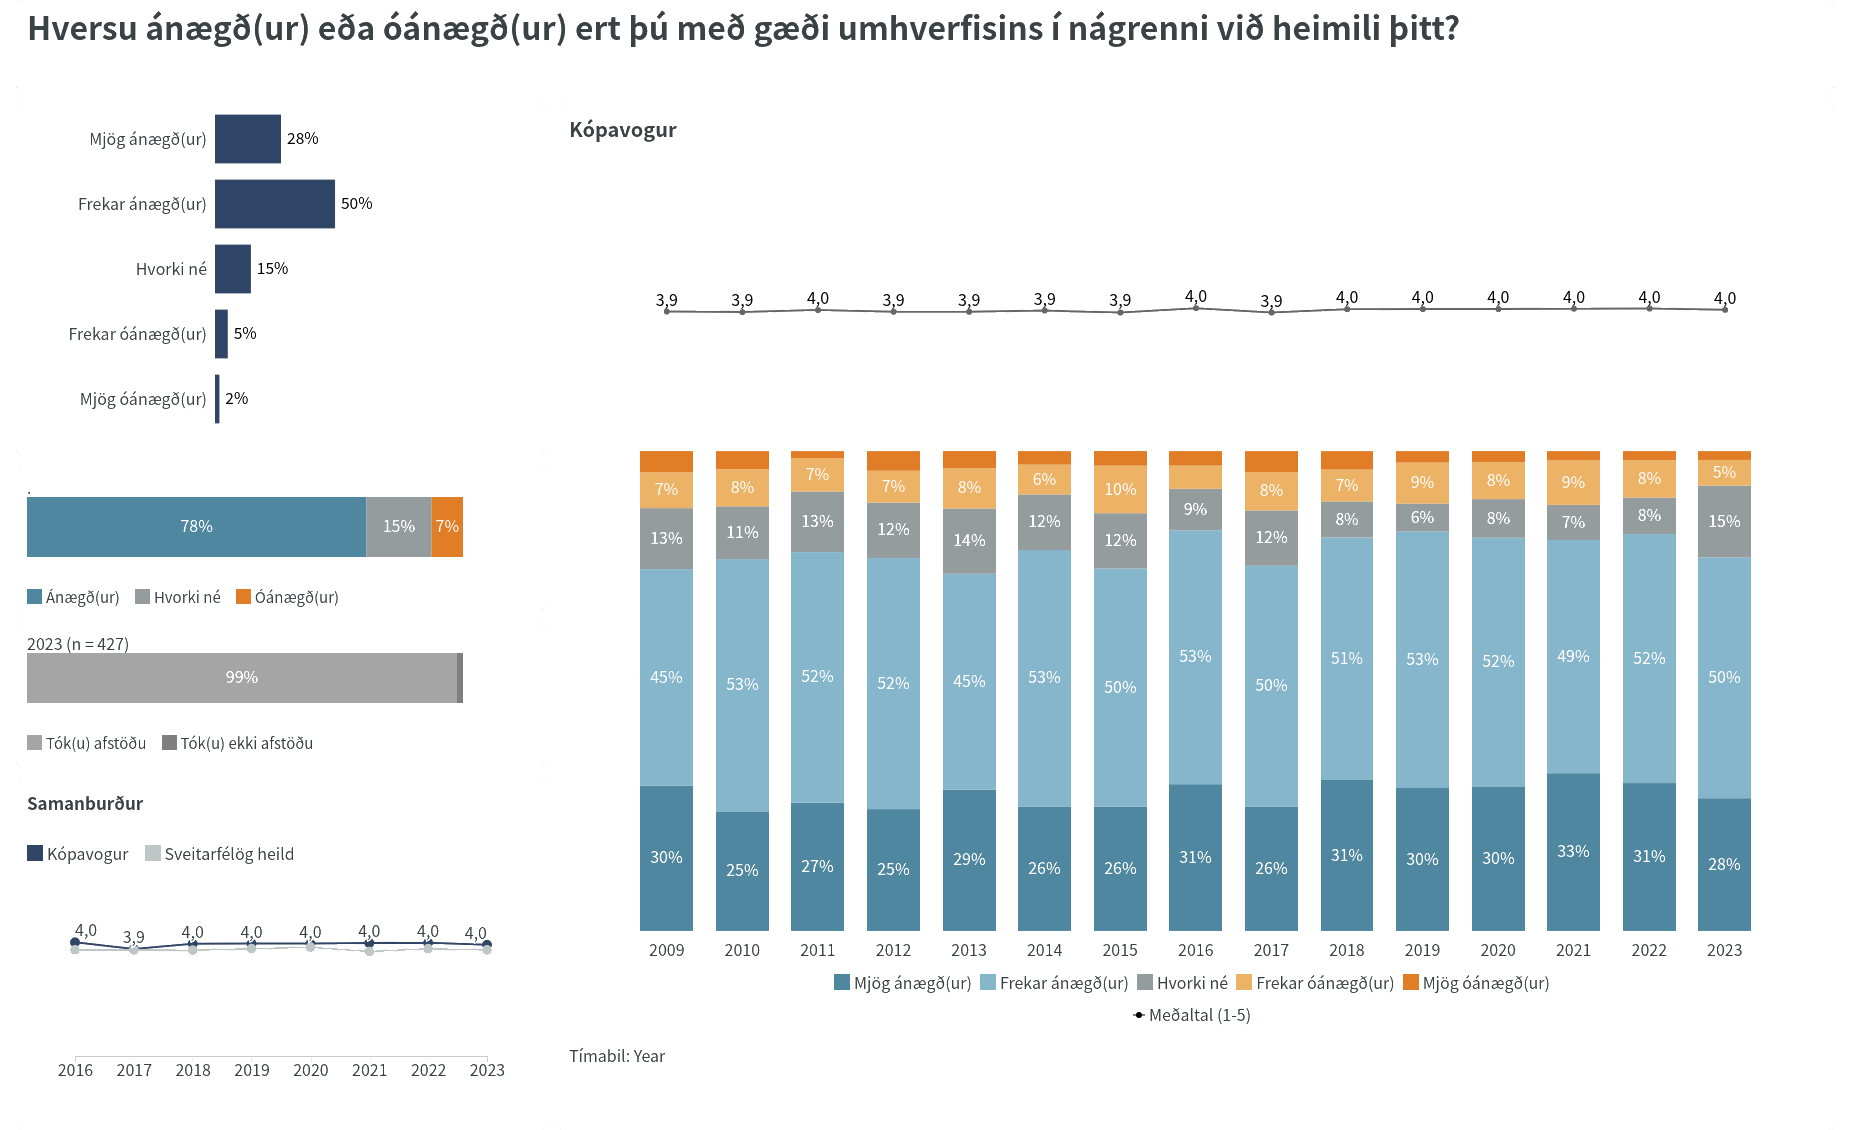 Hversu ánægð(ur) eða óánægð(ur) ert þú með gæði umhverfisins í nágrenni við heimili þitt?
Mjög ánægð(ur) 28%
Frekar ánægð(ur) 50%
Hvorki né 15%
Frekar óánægð(ur) 5%
Mjög óánægð(ur) 2%
.
78% 15% 7%
Ánægð(ur) Hvorki né Óánægð(ur)
2023 (n = 427)
99%
Tók(u) afstöðu Tók(u) ekki afstöðu
Samanburður
Kópavogur Sveitarfélög heild
4,0 3,9 4,0 4,0 4,0 4,0 4,0 4,0
2016 2017 2018 2019 2020 2021 2022 2023
Kópavogur
3,9 3,9 4,0 3,9 3,9 3,9 3,9 4,0 3,9 4,0 4,0 4,0 4,0 4,0 4,0
7% 8% 7% 7% 8% 6% 10% 8% 7% 9% 8% 9% 8% 5%
13% 11% 13% 12% 14% 12% 12% 9% 12% 8% 6% 8% 7% 8% 15%
45% 53% 52% 52% 45% 53% 50% 53% 50% 51% 53% 52% 49% 52% 50%
30% 25% 27% 25% 29% 26% 26% 31% 26% 31% 30% 30% 33% 31% 28%
2009 2010 2011 2012 2013 2014 2015 2016 2017 2018 2019 2020 2021 2022 2023
Mjög ánægð(ur) Frekar ánægð(ur) Hvorki né Frekar óánægð(ur) Mjög óánægð(ur)
Meðaltal (1-5)
Tímabil: Year